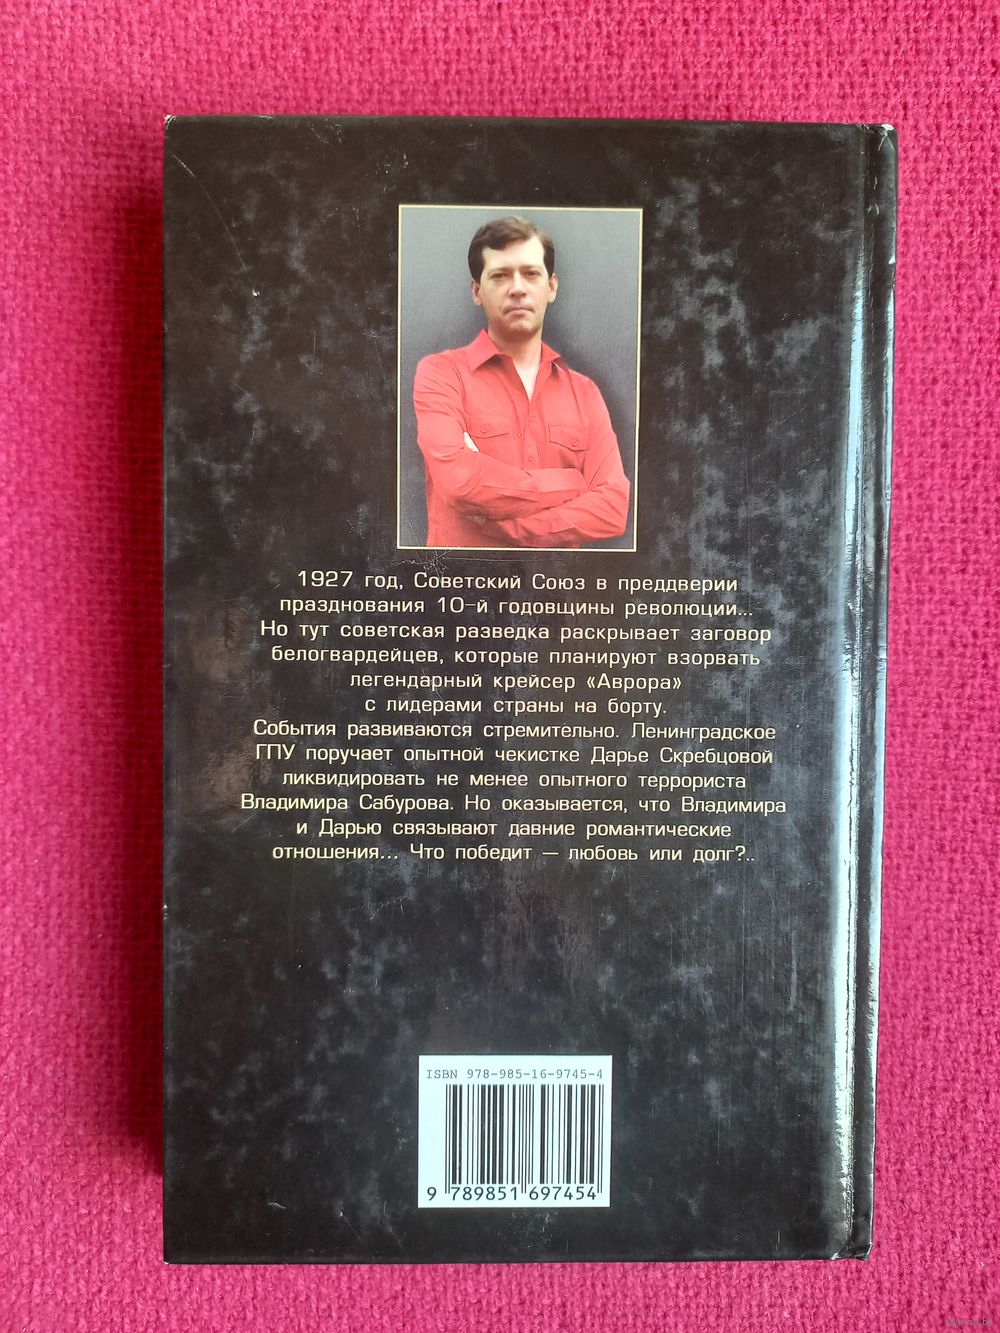 1927 год, Советский Союз в преддверии
празднования 10-й годовщины революции...
Но тут советская разведка раскрывает заговор
белогвардейцев, которые планируют взорвать
легендарный крейсер «Аврора»
с лидерами страны на борту.
События развиваются стремительно. Ленинградское
ГПУ поручает опытной чекистке Дарье Скребцовой
ликвидировать не менее опытного террориста
Владимира Сабурова. Но оказывается, что Владимира
и Дарью связывают давние романтические
отношения... Что победит — любовь или долг?..
ISBN 978-985-16-9745-4
9 789851 697454